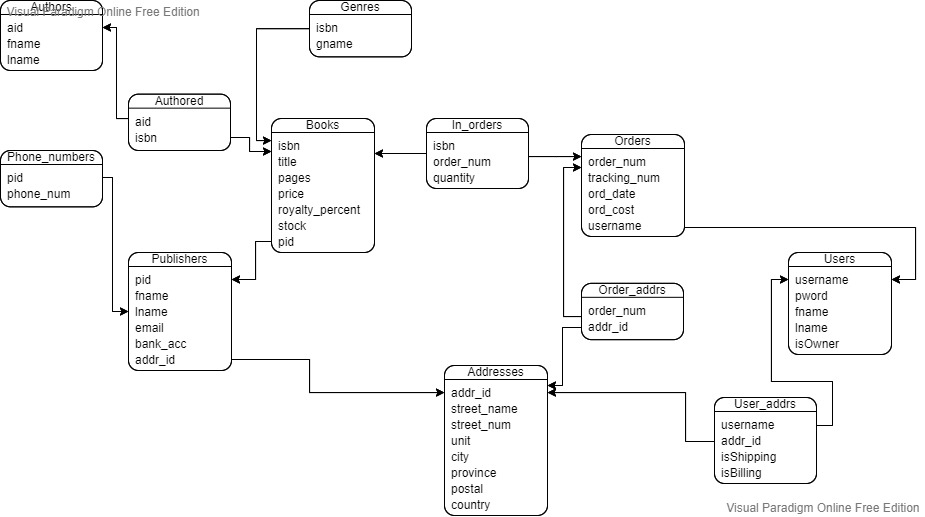 Visual Paradigm Online Free Edition
Authors
aid
fname
lname
Genres
isbn
gname
Authored
aid
isbn
Books
isbn
title
pages
price
royalty_percent
stock
pid
In_orders
isbn
order_num
quantity
Orders
order_num
tracking_num
ord_date
ord_cost
username
Phone_numbers
pid
phone_num
Publishers
pid
fname
lname
email
bank_acc
addr_id
Users
username
pword
fname
lname
isOwner
Order_addrs
order_num
addr_id
Addresses
addr_id
street_name
street_num
unit
city
province
postal
country
User_addrs
username
addr_id
isShipping
isBilling
Visual Paradigm Online Free Edition